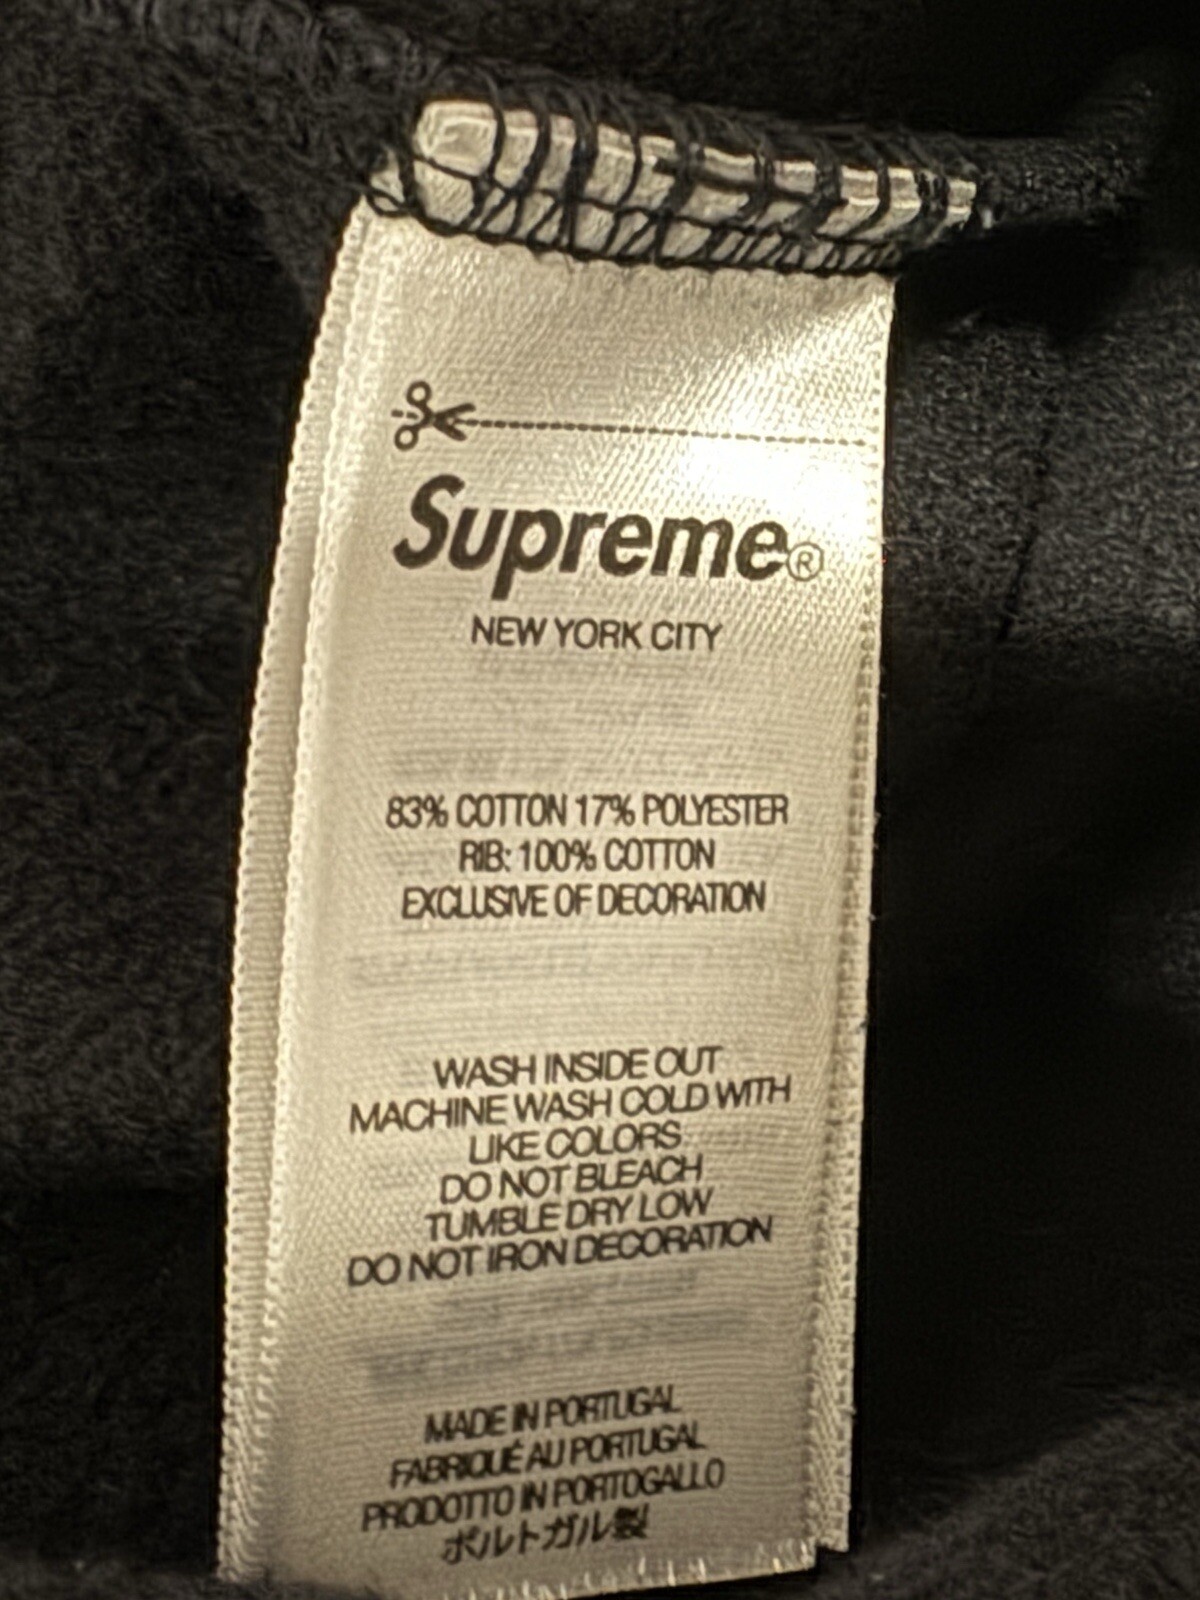 Supreme®
NEW YORK CITY
83% COTTON 17% POLYESTER
RIB: 100% COTTON
EXCLUSIVE OF DECORATION
WASH INSIDE OUT
MACHINE WASH COLD WITH
LIKE COLORS
DO NOT BLEACH
TUMBLE DRY LOW
DO NOT IRON DECORATION
MADE IN PORTUGAL
FABRIQUÉ AU PORTUGAL
PRODOTTO IN PORTOGALLO
ポルトガル製